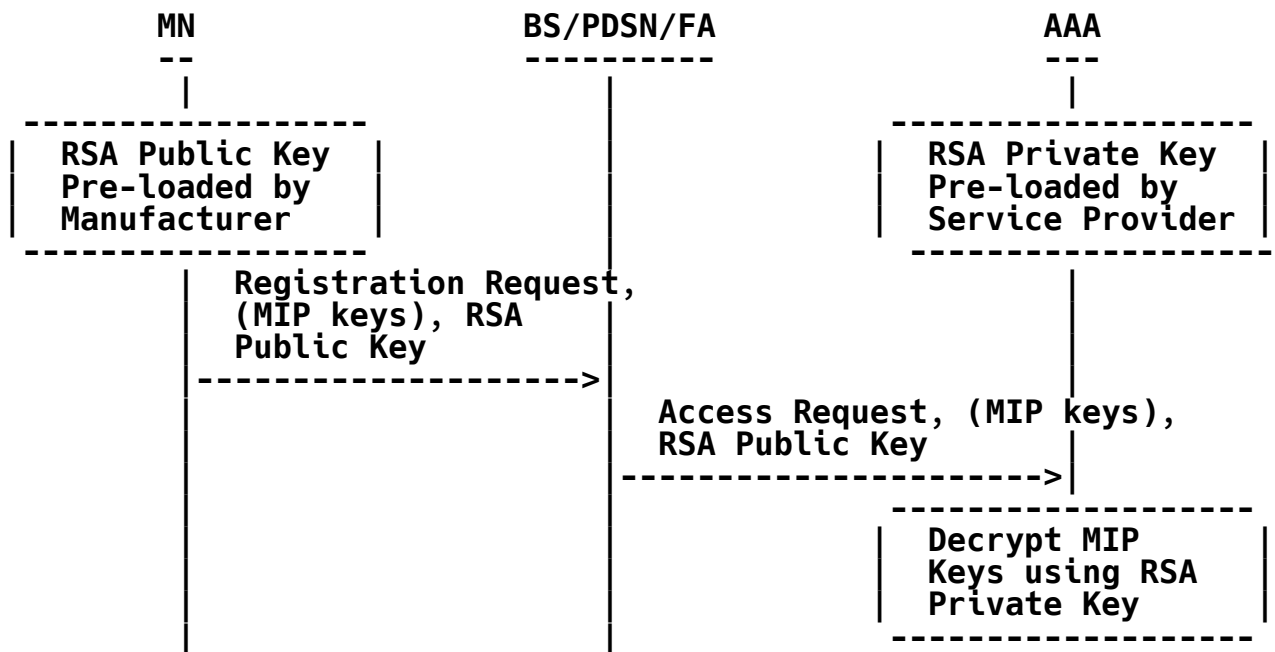 MN BS/PDSN/FA AAA
-- ---------- ---
RSA Public Key RSA Private Key
Pre-loaded by Pre-loaded by
Manufacturer Service Provider
Registration Request,
(MIP keys), RSA
Public Key
Access Request, (MIP keys),
RSA Public Key
Decrypt MIP
Keys using RSA
Private Key